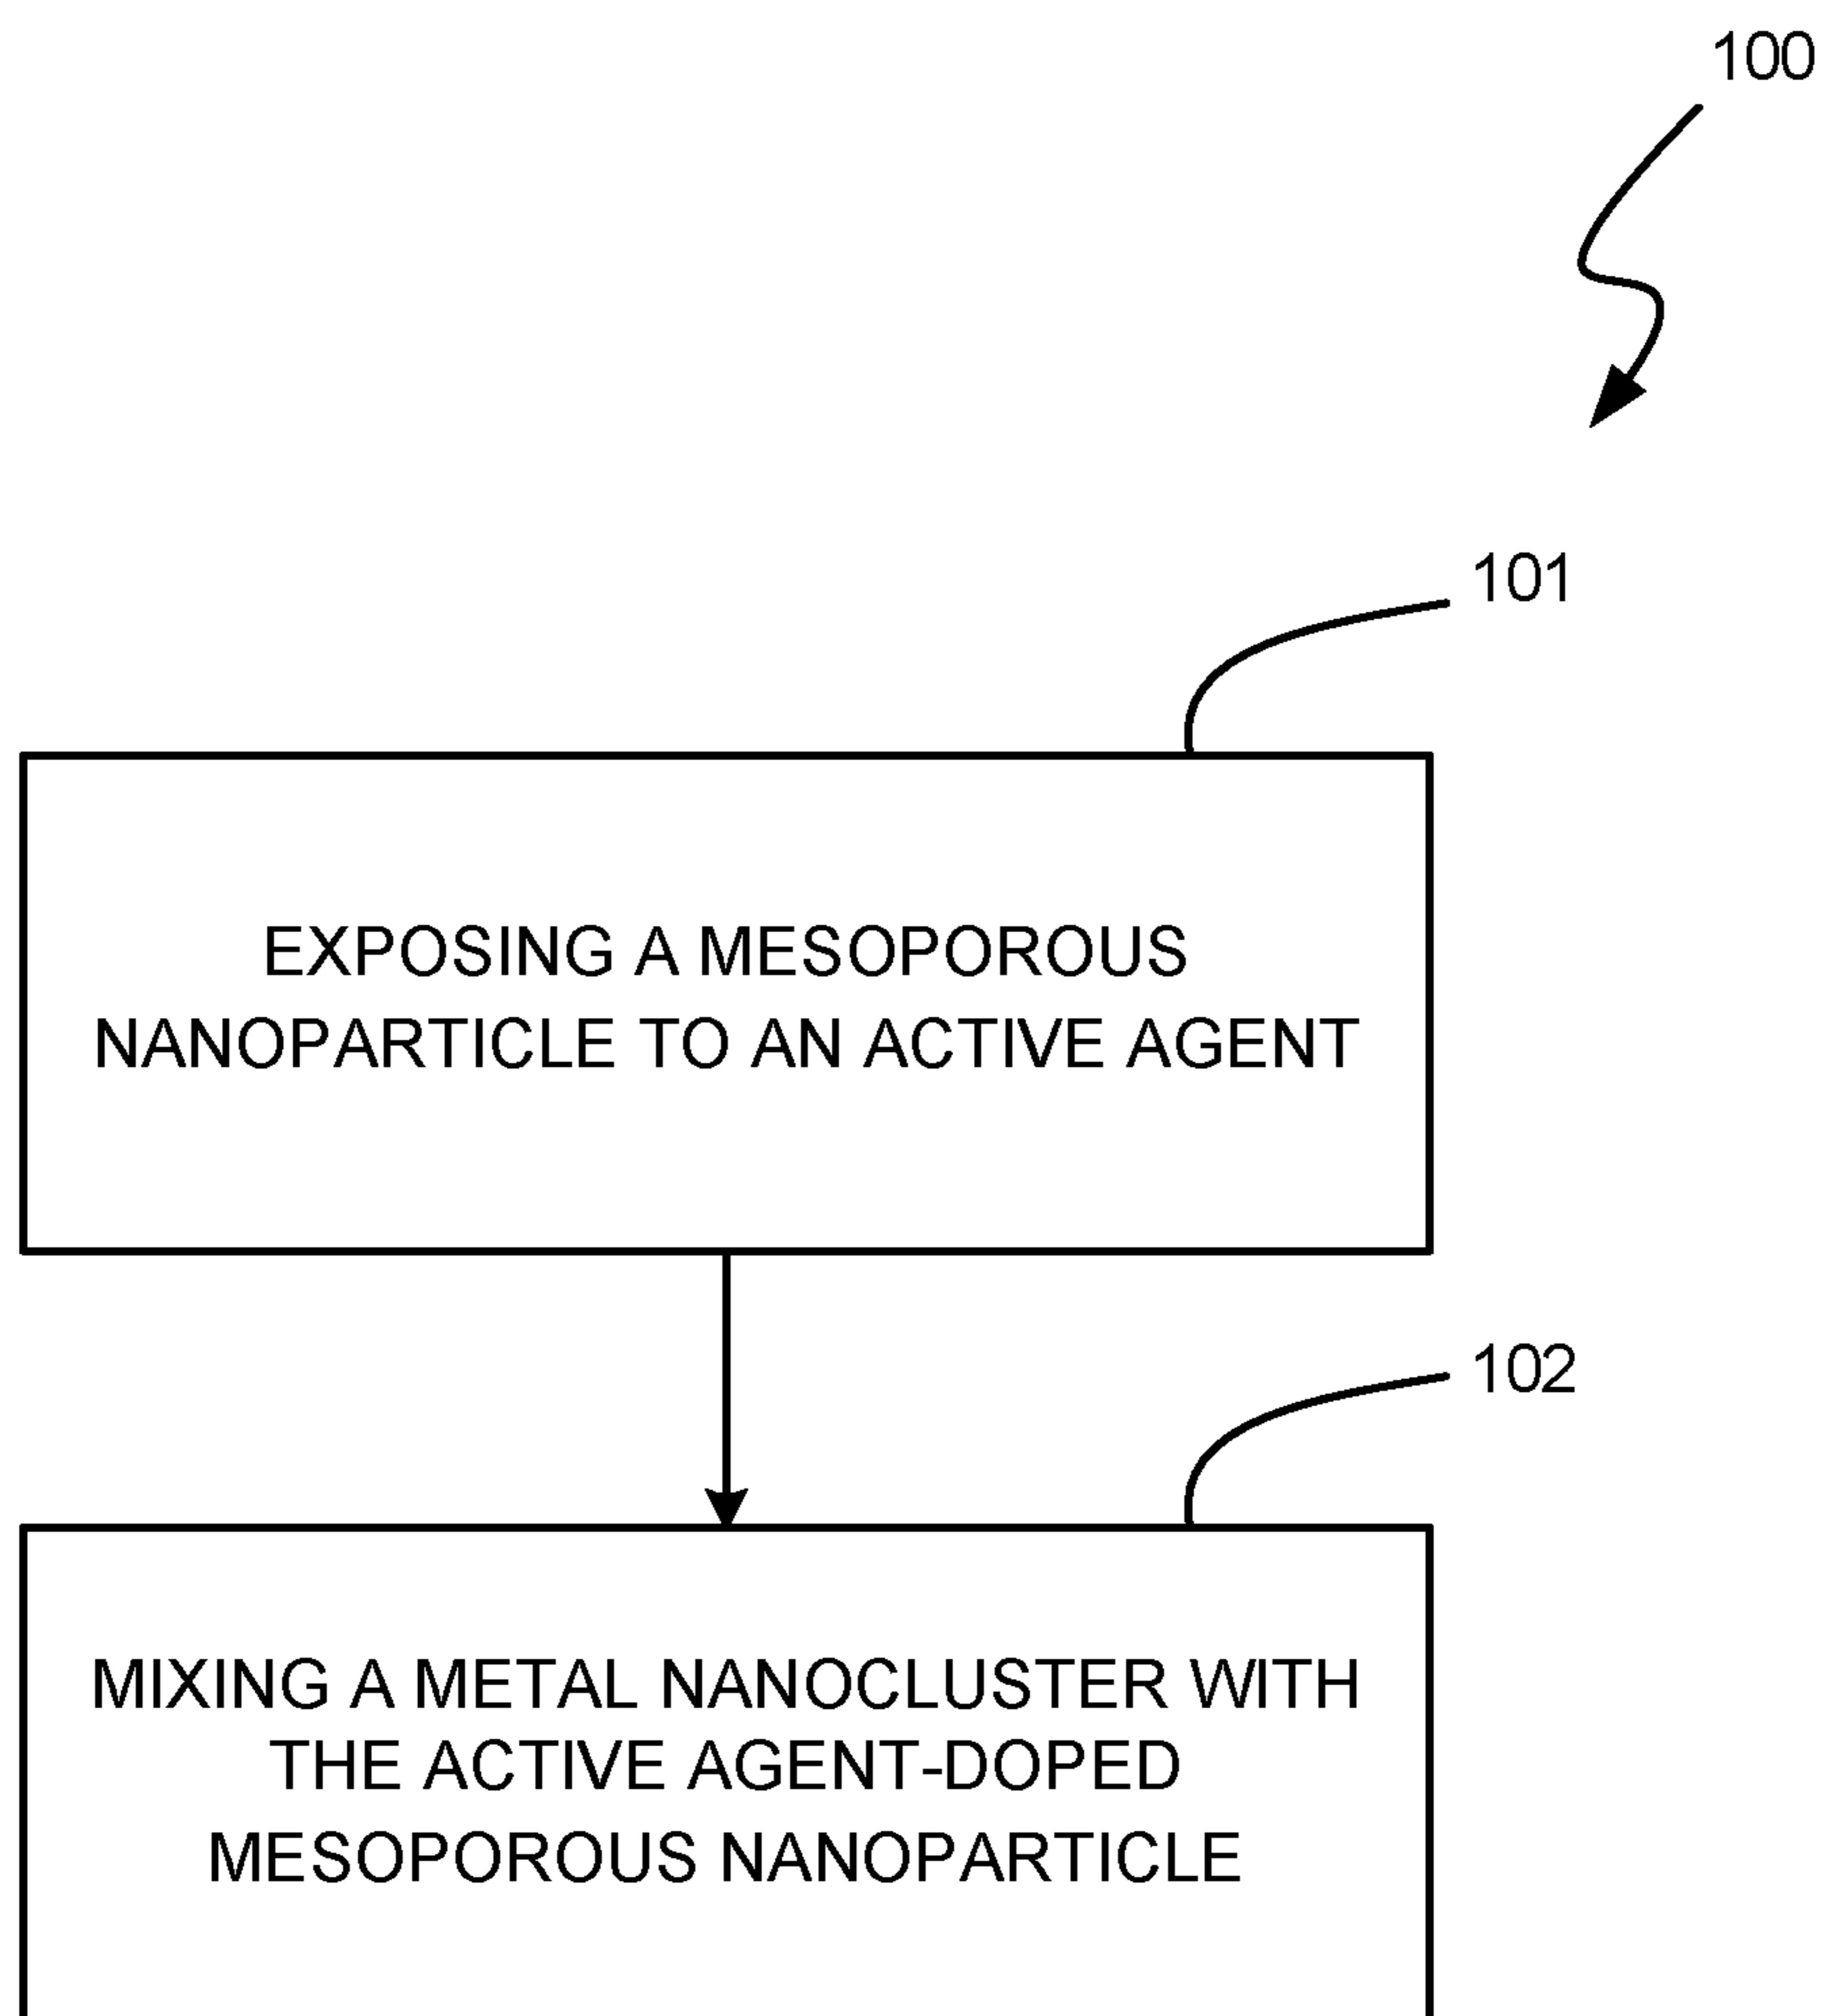 100
101
EXPOSING A MESOPOROUS
NANOPARTICLE TO AN ACTIVE AGENT
102
MIXING A METAL NANOCLUSTER WITH
THE ACTIVE AGENT-DOPED
MESOPOROUS NANOPARTICLE